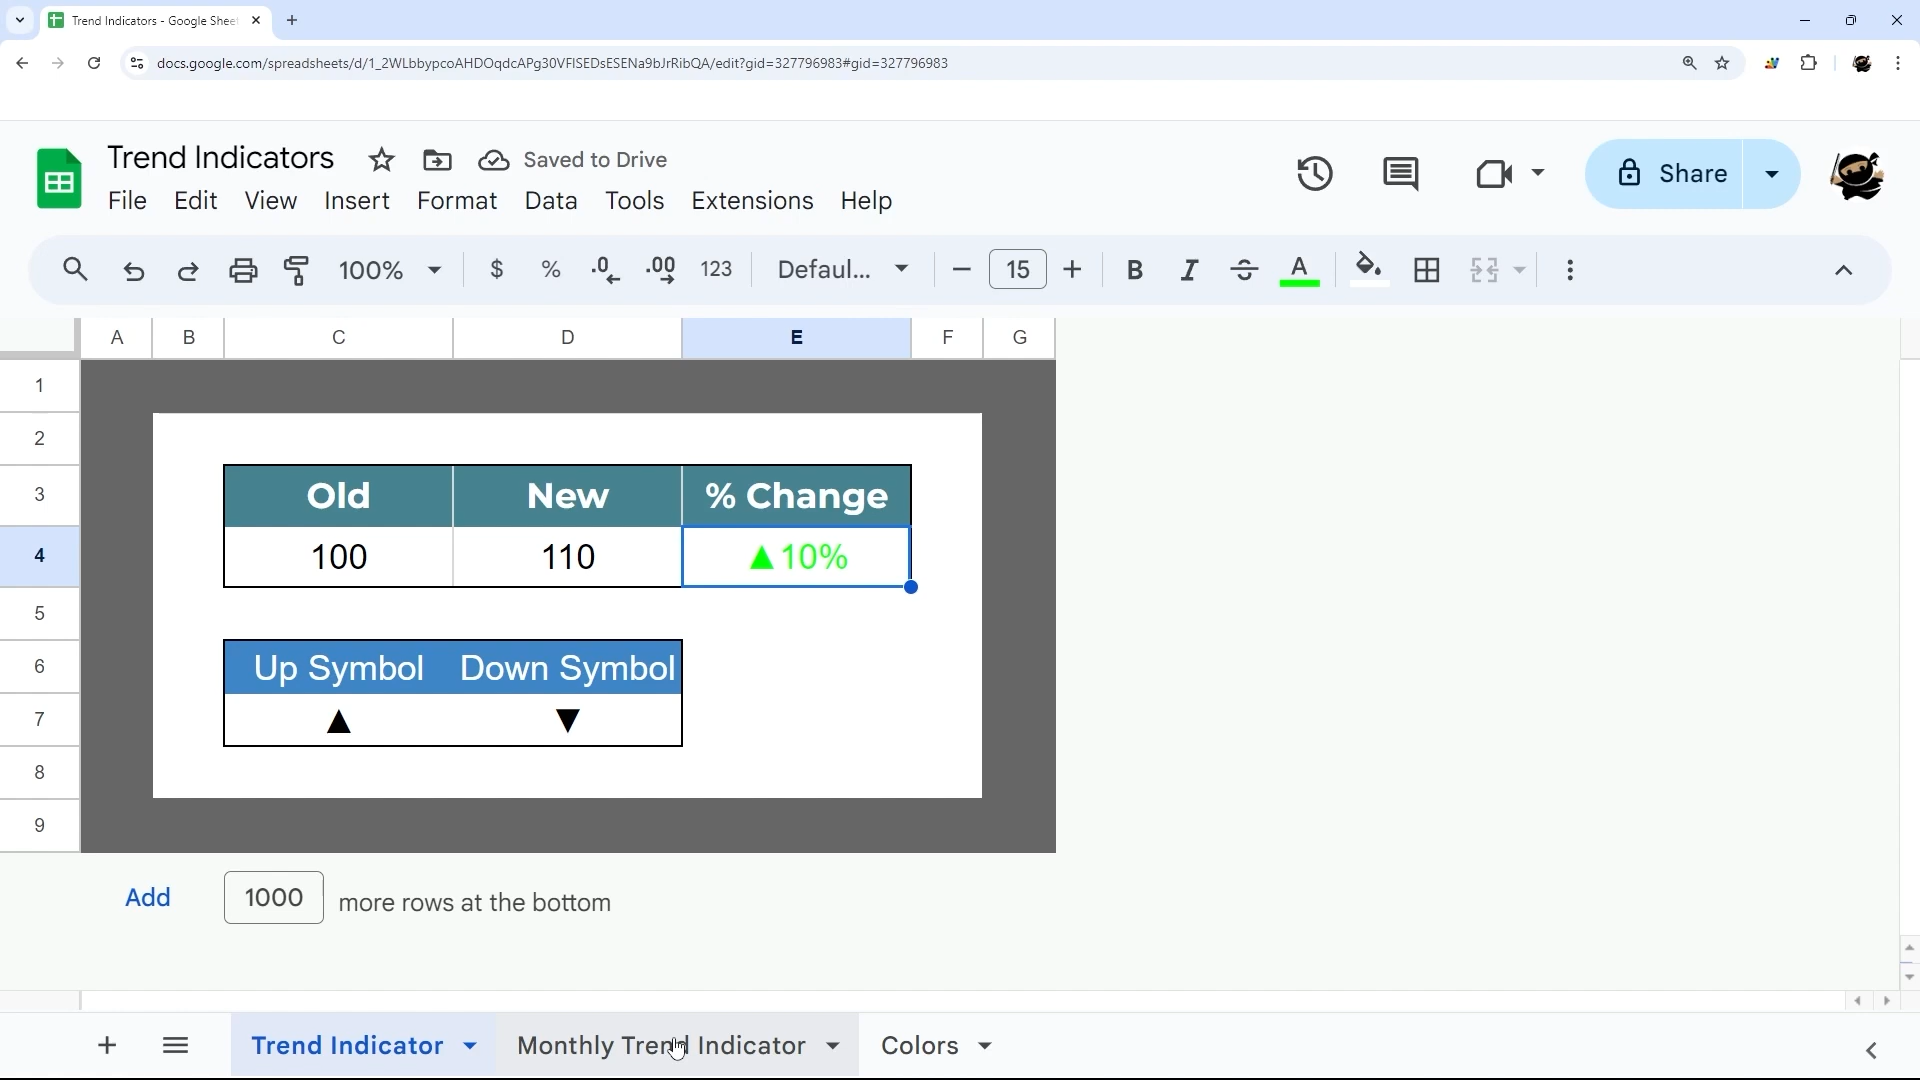 Trend Indicators - Google Sheet
docs.google.com/spreadsheets/d/1_2WLbbypcoAHDOqdcAPg30VFlSEDsESENa9bJrRibQA/edit?gid=327796983#gid=327796983
Trend Indicators
Saved to Drive
Share
File Edit View Insert Format Data Tools Extensions Help
100%
$ % .0 .00 123
Defaul...
15
B I S A
A B C D E F G
1
2
3 Old New % Change
4 100 110 ▲10%
5
6 Up Symbol Down Symbol
7 ▲ ▼
8
9
Add 1000 more rows at the bottom
Trend Indicator Monthly Trend Indicator Colors